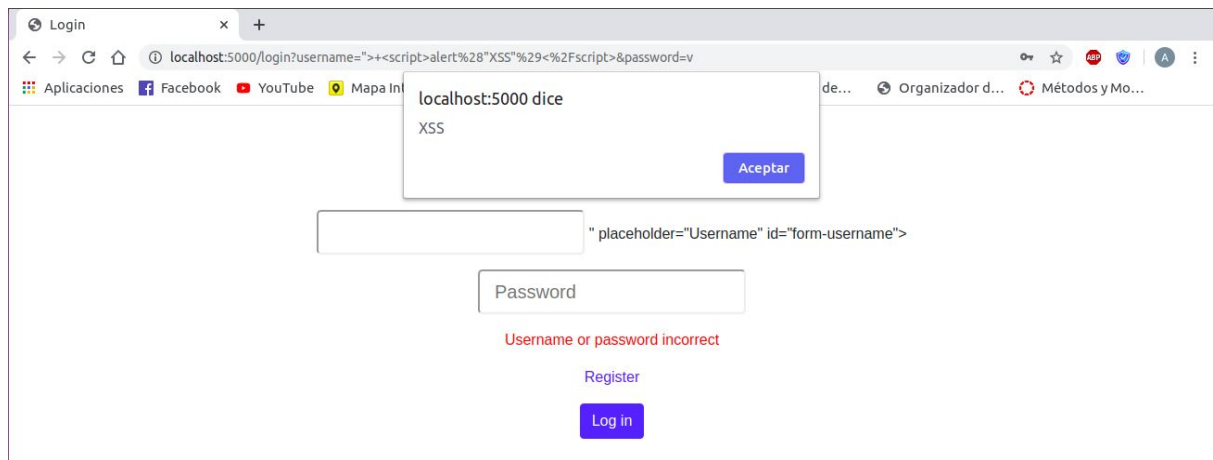 Login
localhost:5000/login?username=">+<script>alert%28"XSS"%29<%2Fscript>&password=v
ABP
A
Aplicaciones Facebook YouTube Mapa In de... Organizador d... Métodos y Mo...
localhost:5000 dice
XSS
Aceptar
" placeholder="Username" id="form-username">
Password
Username or password incorrect
Register
Log in